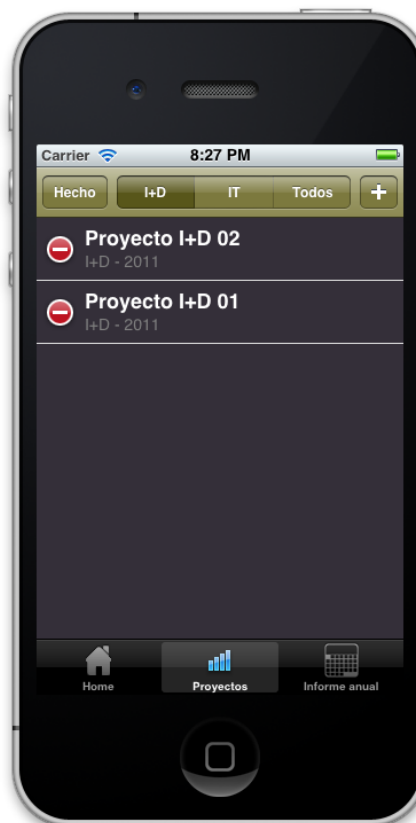 Carrier 8:27 PM
Hecho I+D IT Todos +
Proyecto I+D 02
I+D - 2011
Proyecto I+D 01
I+D - 2011
Home Proyectos Informe anual